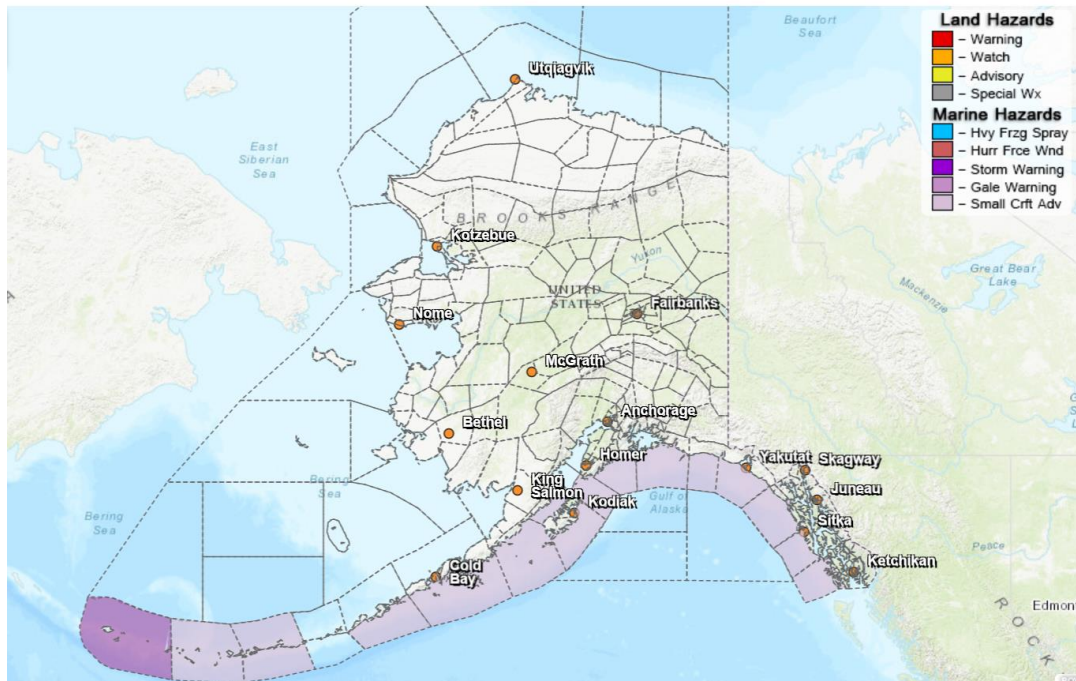 Beaufort
Sea
Land Hazards
– Warning
– Watch
– Advisory
– Special Wx
Marine Hazards
– Hvy Frzg Spray
– Hurr Frce Wnd
– Storm Warning
– Gale Warning
– Small Crft Adv
Utqiagvik
East
Siberian
Sea
BROOKS RANGE
Kotzebue
Yukon
Great Bear
Lake
Mackenzie
UNITED
STATES
Fairbanks
Nome
McGrath
Anchorage
Bethel
Homer
Yakutat
Skagway
King
Salmon
Bering
Sea
Kodiak
Gulf of
Alaska
Juneau
Bering
Sea
Sitka
Peace
Cold
Bay
Ketchikan
Edmont
ROCK